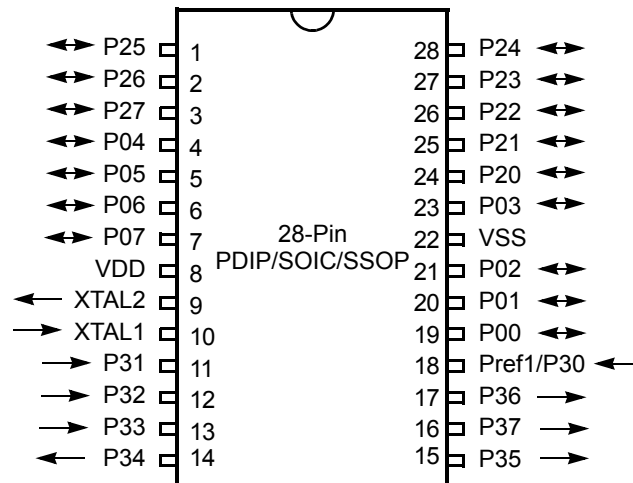 P25 1 28 P24
P26 2 27 P23
P27 3 26 P22
P04 4 25 P21
P05 5 24 P20
P06 6 23 P03
P07 7 22 VSS
28-Pin
PDIP/SOIC/SSOP
VDD 8 21 P02
XTAL2 9 20 P01
XTAL1 10 19 P00
P31 11 18 Pref1/P30
P32 12 17 P36
P33 13 16 P37
P34 14 15 P35